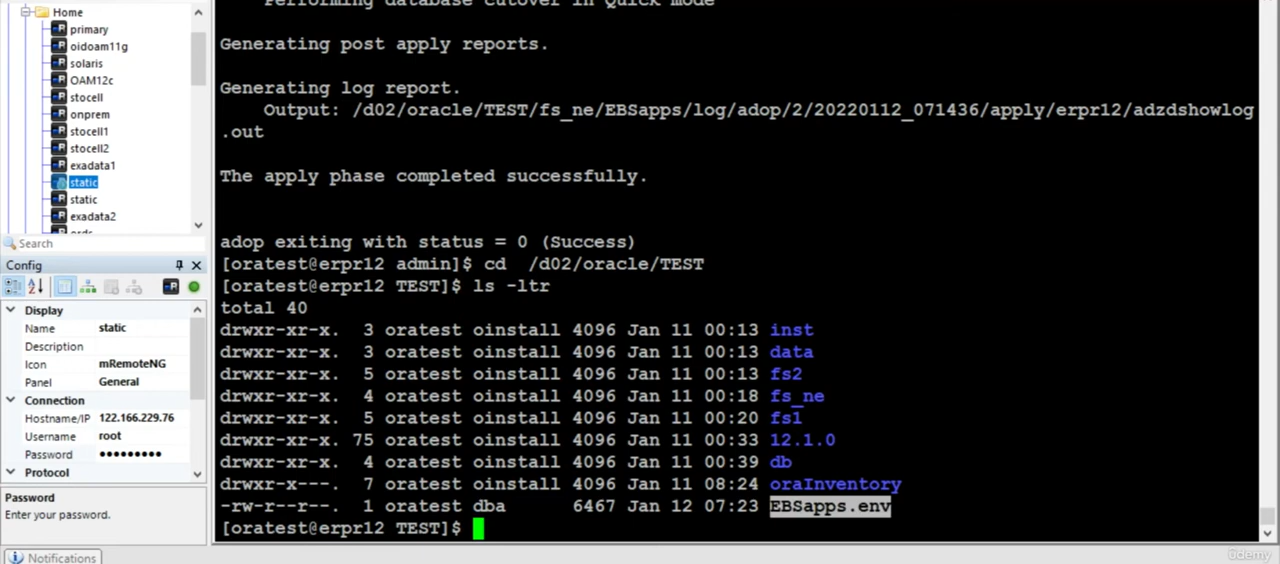 Home
primary
oidoam11g
solaris
OAM12c
stocell
onprem
stocell1
stocell2
exadata1
static
static
exadata2
Search
Config
Display
Name static
Description
Icon mRemoteNG
Panel General
Connection
Hostname/IP 122.166.229.76
Username root
Password ●●●●●●●●●
Protocol
Password
Enter your password.
Notifications
Performing database cutover in Quick mode
Generating post apply reports.
Generating log report.
Output: /d02/oracle/TEST/fs_ne/EBSapps/log/adop/2/20220112_071436/apply/erpr12/adzdshowlog
.out
The apply phase completed successfully.
adop exiting with status = 0 (Success)
[oratest@erpr12 admin]$ cd  /d02/oracle/TEST
[oratest@erpr12 TEST]$ ls -ltr
total 40
drwxr-xr-x.  3 oratest oinstall 4096 Jan 11 00:13 inst
drwxr-xr-x.  3 oratest oinstall 4096 Jan 11 00:13 data
drwxr-xr-x.  5 oratest oinstall 4096 Jan 11 00:13 fs2
drwxr-xr-x.  4 oratest oinstall 4096 Jan 11 00:18 fs_ne
drwxr-xr-x.  5 oratest oinstall 4096 Jan 11 00:20 fs1
drwxr-xr-x. 75 oratest oinstall 4096 Jan 11 00:33 12.1.0
drwxr-xr-x.  4 oratest oinstall 4096 Jan 11 00:39 db
drwxr-x---.  7 oratest oinstall 4096 Jan 11 08:24 oraInventory
-rw-r--r--.  1 oratest dba      6467 Jan 12 07:23 EBSapps.env
[oratest@erpr12 TEST]$
ûdemy